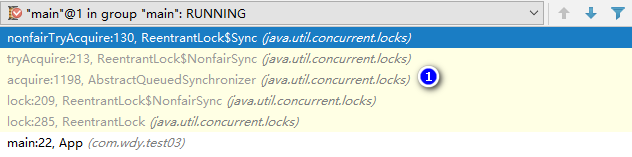 "main"@1 in group "main": RUNNING
nonfairTryAcquire:130, ReentrantLock$Sync (java.util.concurrent.locks)
tryAcquire:213, ReentrantLock$NonfairSync (java.util.concurrent.locks)
acquire:1198, AbstractQueuedSynchronizer (java.util.concurrent.locks)
1
lock:209, ReentrantLock$NonfairSync (java.util.concurrent.locks)
lock:285, ReentrantLock (java.util.concurrent.locks)
main:22, App (com.wdy.test03)